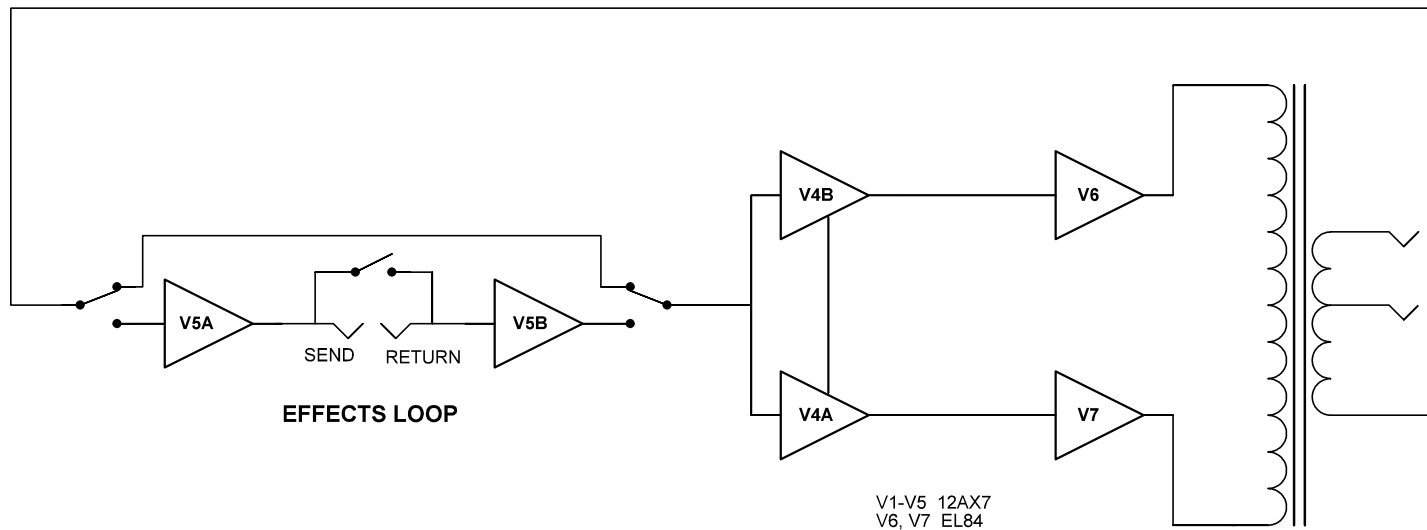 V4B
V6
V5A
V5B
SEND
RETURN
EFFECTS LOOP
V4A
V7
V1-V5 12AX7
V6, V7 EL84